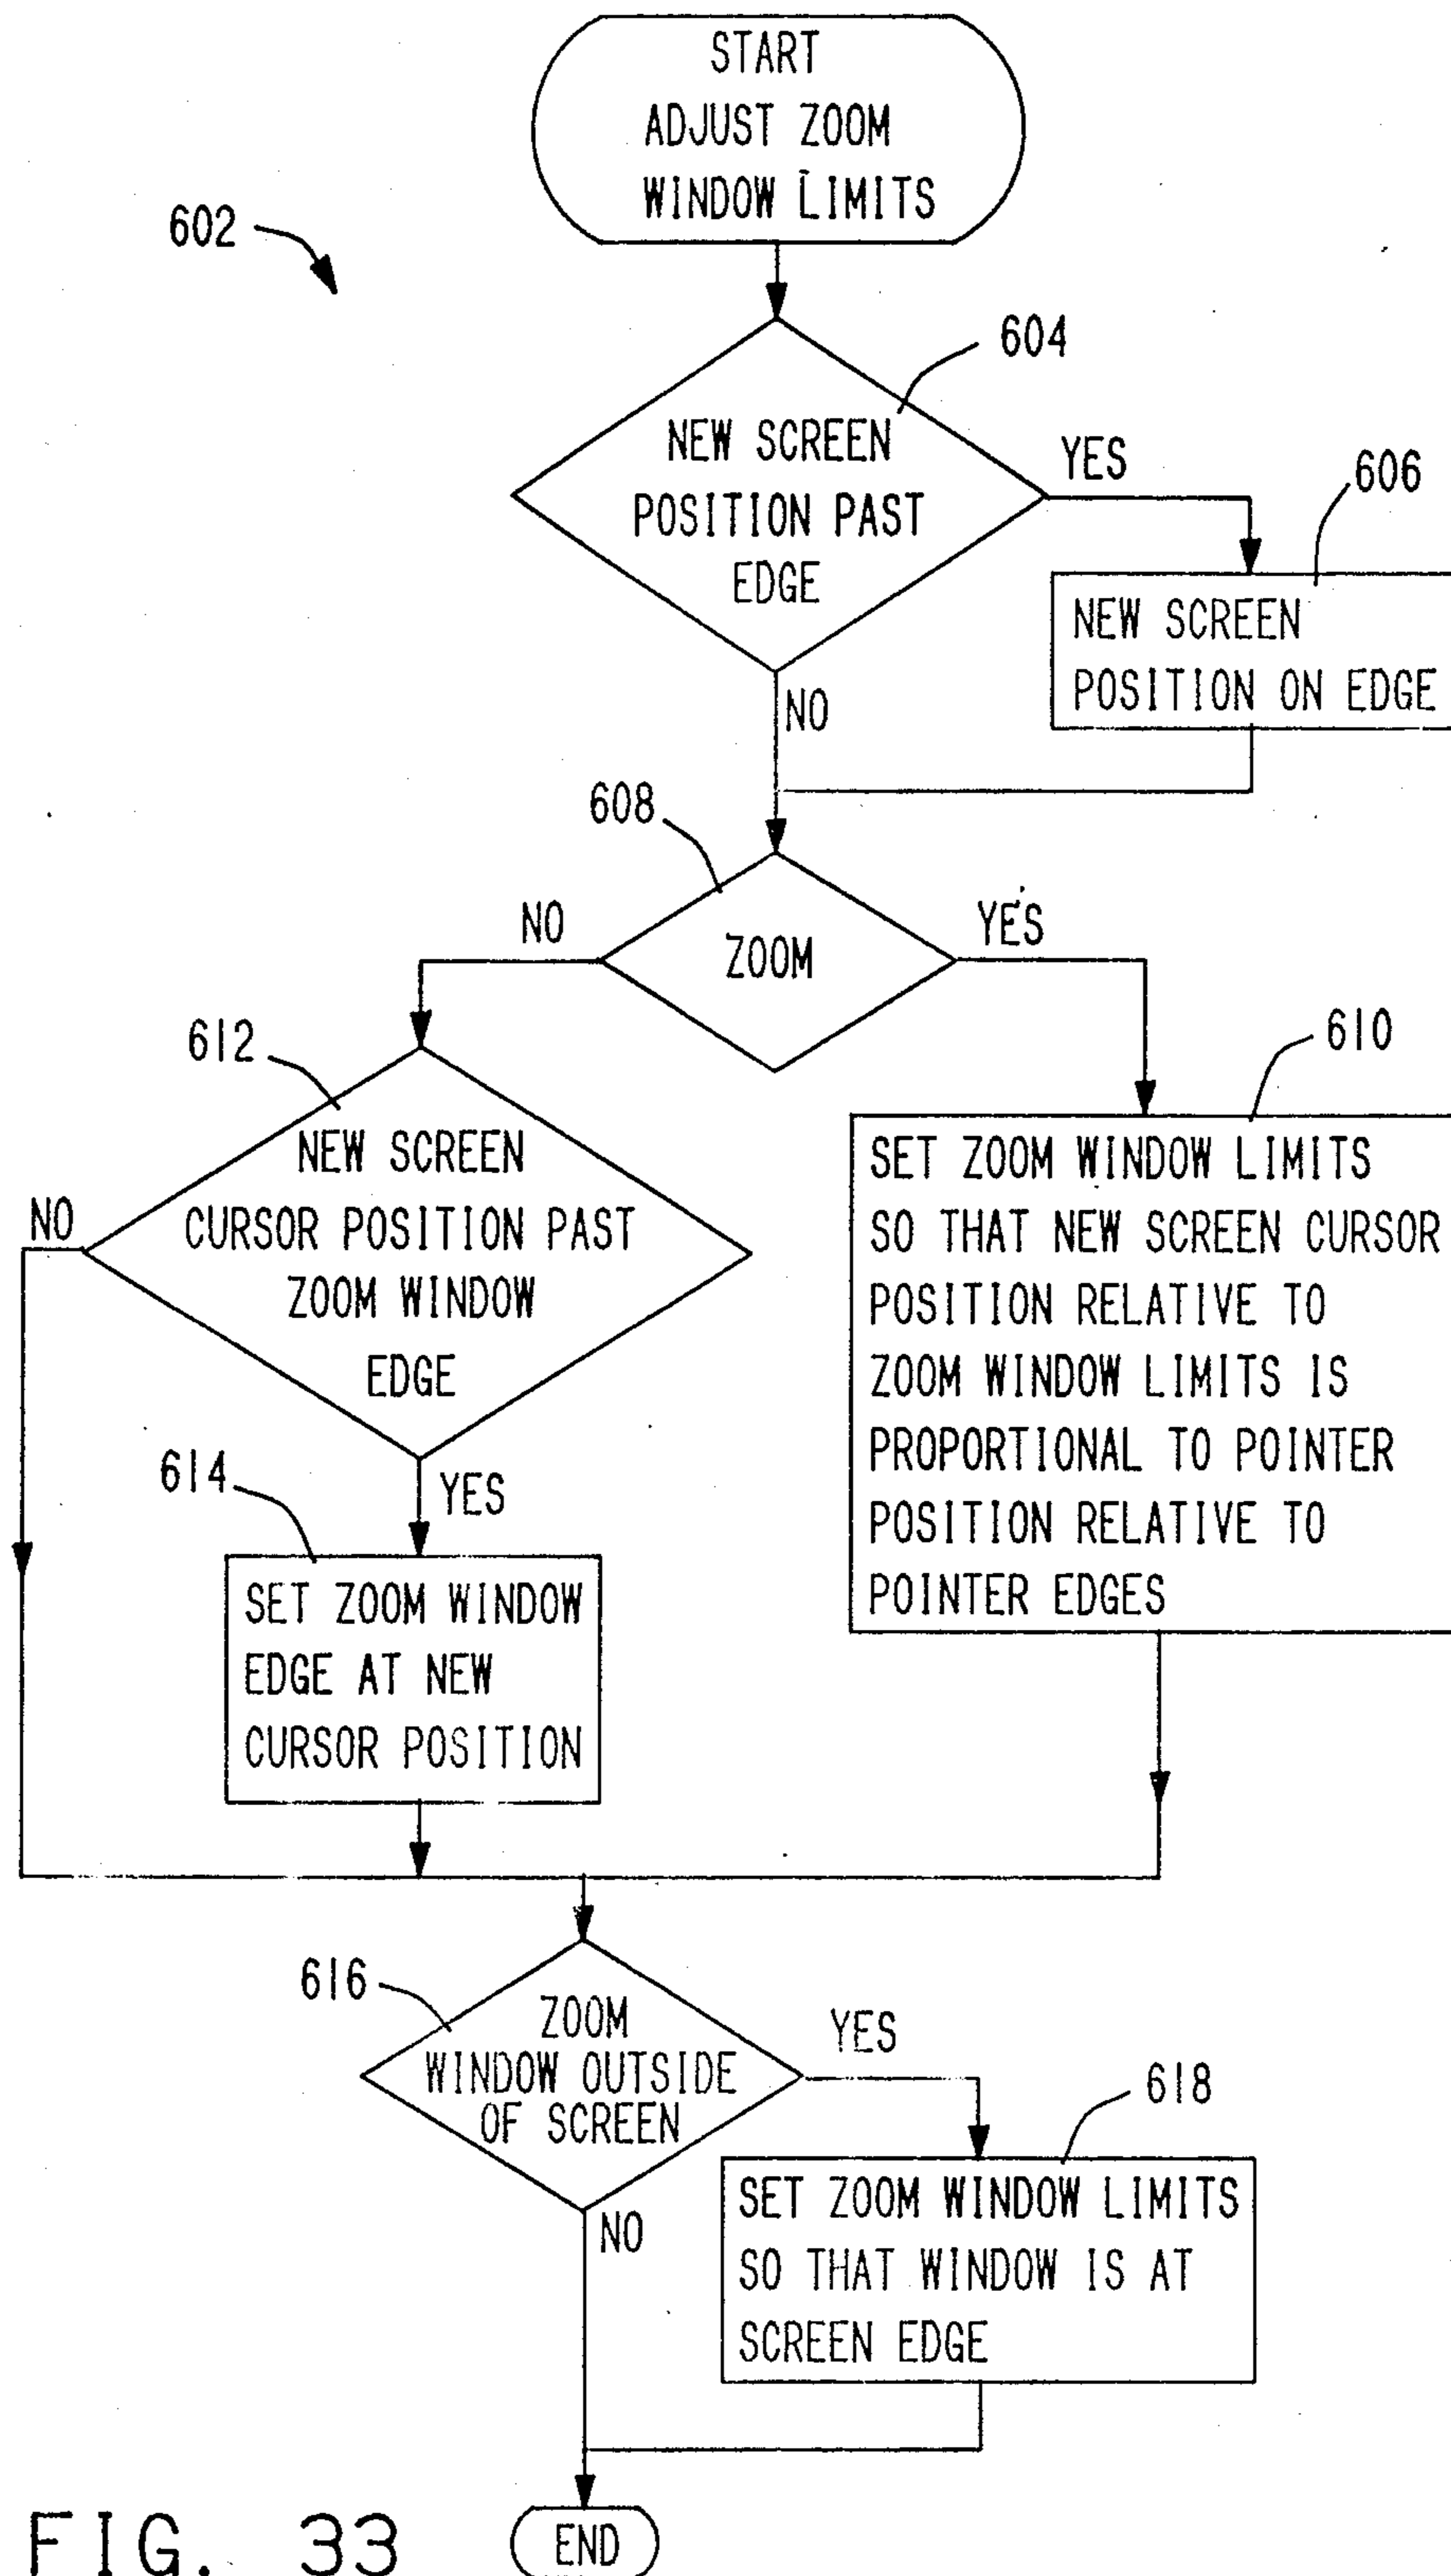 START
ADJUST ZOOM
WINDOW LIMITS
602
604
NEW SCREEN
POSITION PAST
EDGE
YES
606
NEW SCREEN
POSITION ON EDGE
NO
608
ZOOM
NO
YES
612
NEW SCREEN
CURSOR POSITION PAST
ZOOM WINDOW
EDGE
NO
610
SET ZOOM WINDOW LIMITS
SO THAT NEW SCREEN CURSOR
POSITION RELATIVE TO
ZOOM WINDOW LIMITS IS
PROPORTIONAL TO POINTER
POSITION RELATIVE TO
POINTER EDGES
614
YES
SET ZOOM WINDOW
EDGE AT NEW
CURSOR POSITION
616
ZOOM
WINDOW OUTSIDE
OF SCREEN
YES
618
NO
SET ZOOM WINDOW LIMITS
SO THAT WINDOW IS AT
SCREEN EDGE
END
FIG. 33